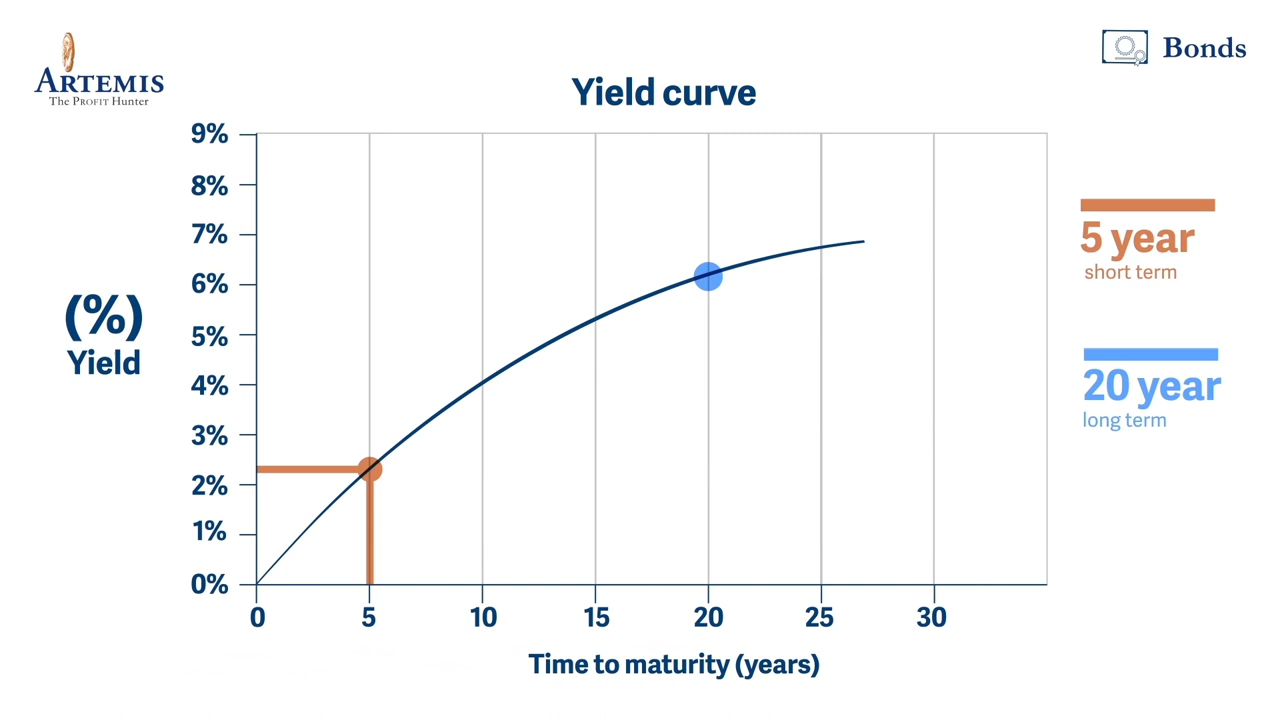 ARTEMIS
The PROFIT Hunter
Bonds
Yield curve
9%
8%
7%
6%
5%
4%
3%
2%
1%
0%
(%)
Yield
0 5 10 15 20 25 30
Time to maturity (years)
5 year
short term
20 year
long term